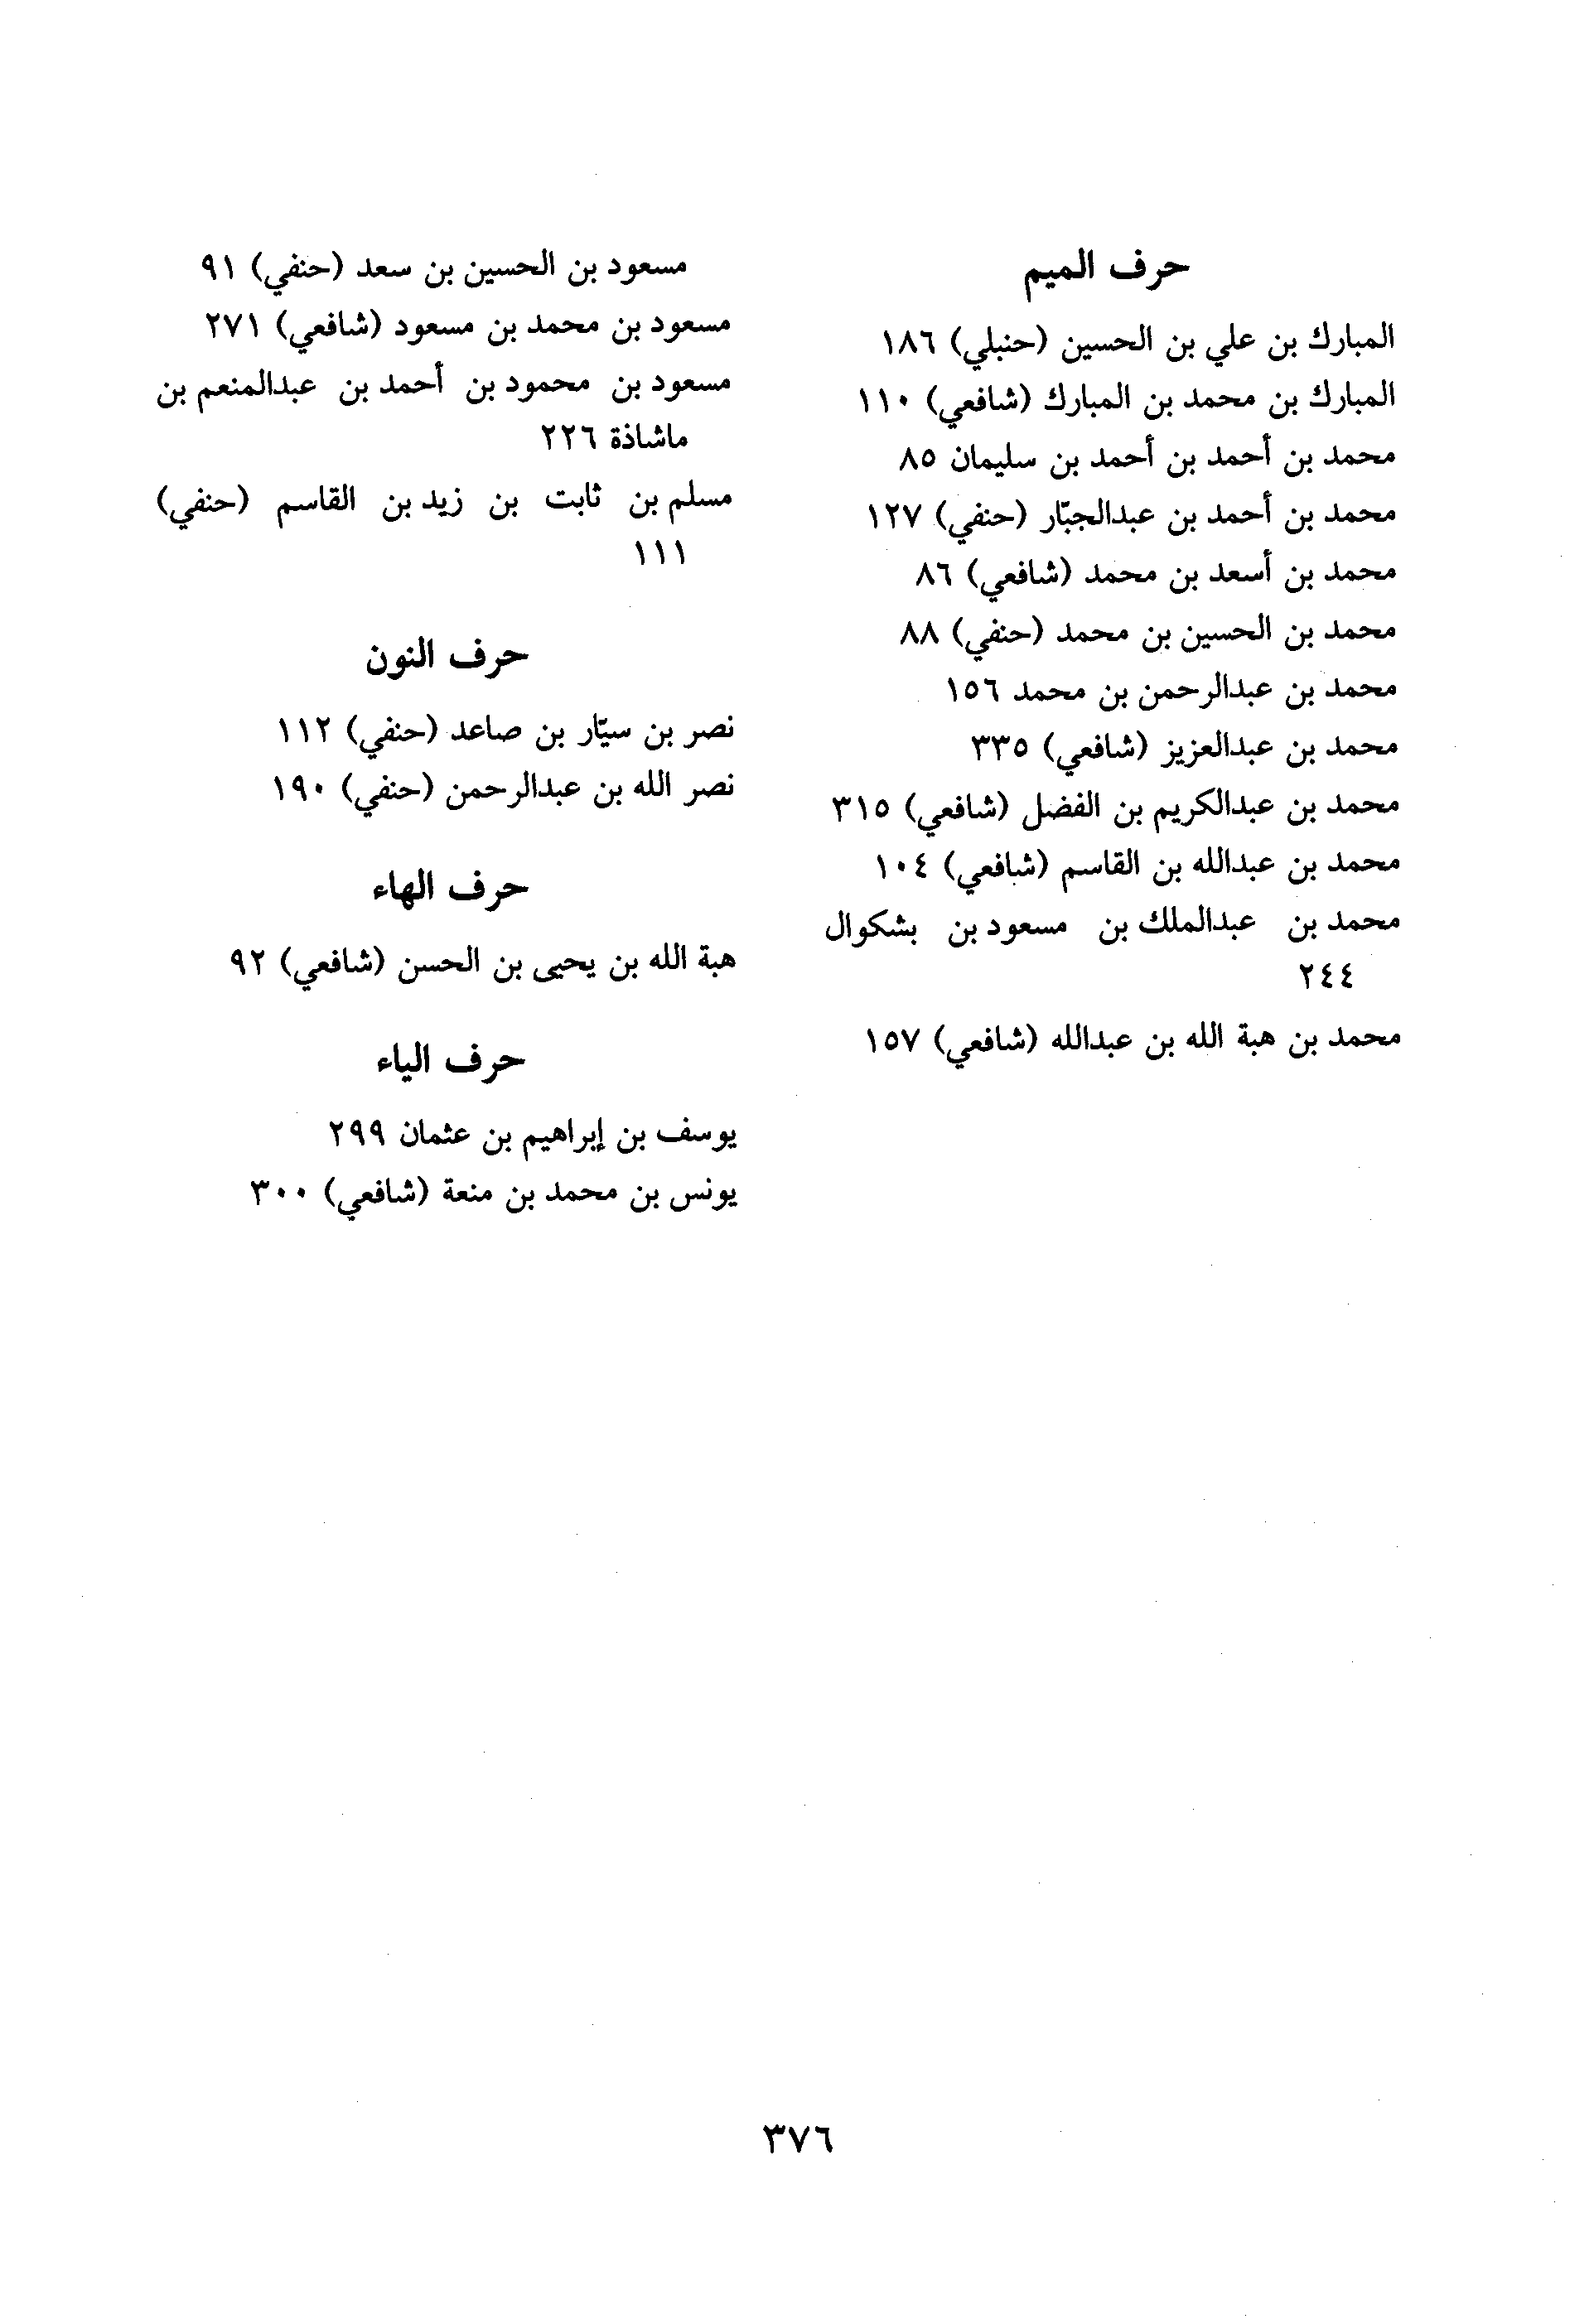 حرف الميم
المبارك بن علي بن الحسين (حنبلي) ١٨٦
المبارك بن محمد بن المبارك (شافعي) ١١٠
محمد بن أحمد بن أحمد بن سليمان ٨٥
محمد بن أحمد بن عبدالجبّار (حنفي) ١٢٧
محمد بن أسعد بن محمد (شافعي) ٨٦
محمد بن الحسين بن محمد (حنفي) ٨٨
محمد بن عبدالرحمن بن محمد ١٥٦
محمد بن عبدالعزيز (شافعي) ٣٣٥
محمد بن عبدالكريم بن الفضل (شافعي) ٣١٥
محمد بن عبدالله بن القاسم (شافعي) ١٠٤
محمد بن عبدالملك بن مسعود بن بشكوال
٢٤٤
محمد بن هبة الله بن عبدالله (شافعي) ١٥٧
مسعود بن الحسين بن سعد (حنفي) ٩١
مسعود بن محمد بن مسعود (شافعي) ٢٧١
مسعود بن محمود بن أحمد بن عبدالمنعم بن
ماشاذة ٢٢٦
مسلم بن ثابت بن زيد بن القاسم (حنفي)
١١١
حرف النون
نصر بن سيّار بن صاعد (حنفي) ١١٢
نصر الله بن عبدالرحمن (حنفي) ١٩٠
حرف الهاء
هبة الله بن يحيى بن الحسن (شافعي) ٩٢
حرف الياء
يوسف بن إبراهيم بن عثمان ٢٩٩
يونس بن محمد بن منعة (شافعي) ٣٠٠
٣٧٦